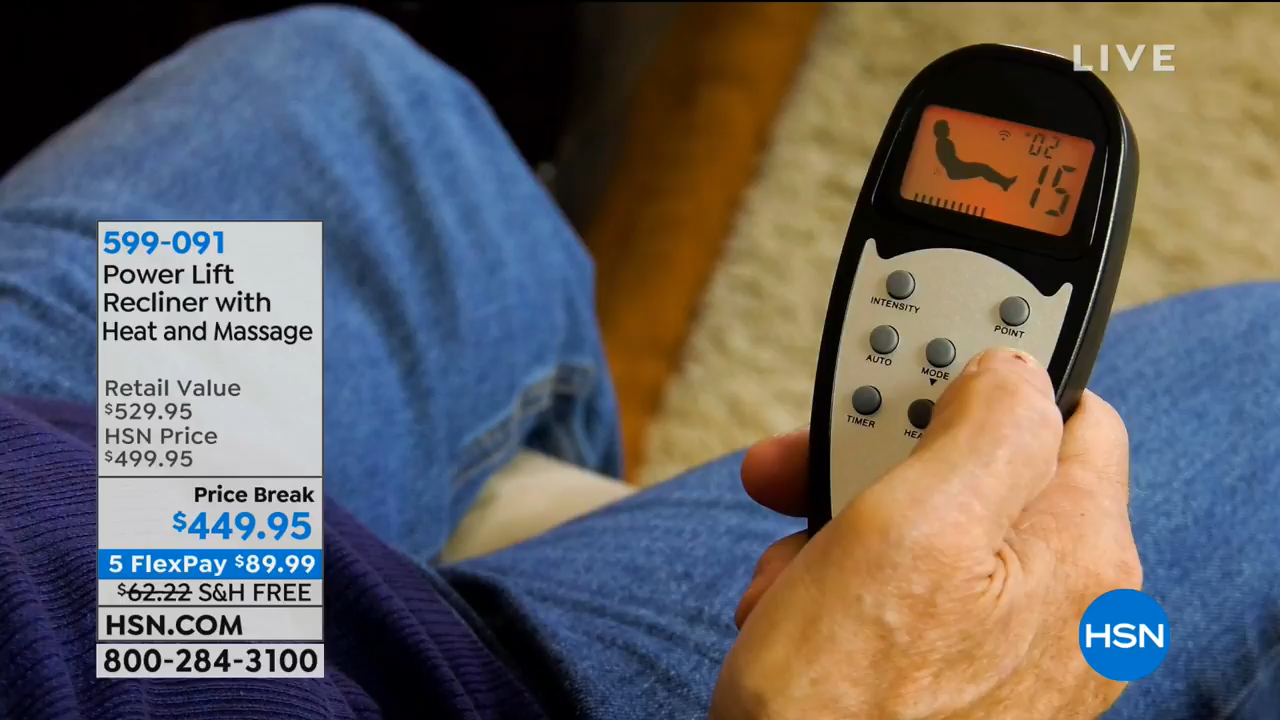 LIVE
599-091
Power Lift
Recliner with
Heat and Massage
Retail Value
$529.95
HSN Price
$499.95
Price Break
$449.95
5 FlexPay $89.99
$62.22 S&H FREE
HSN.COM
800-284-3100
02
15
INTENSITY
POINT
AUTO
MODE
TIMER
HSN